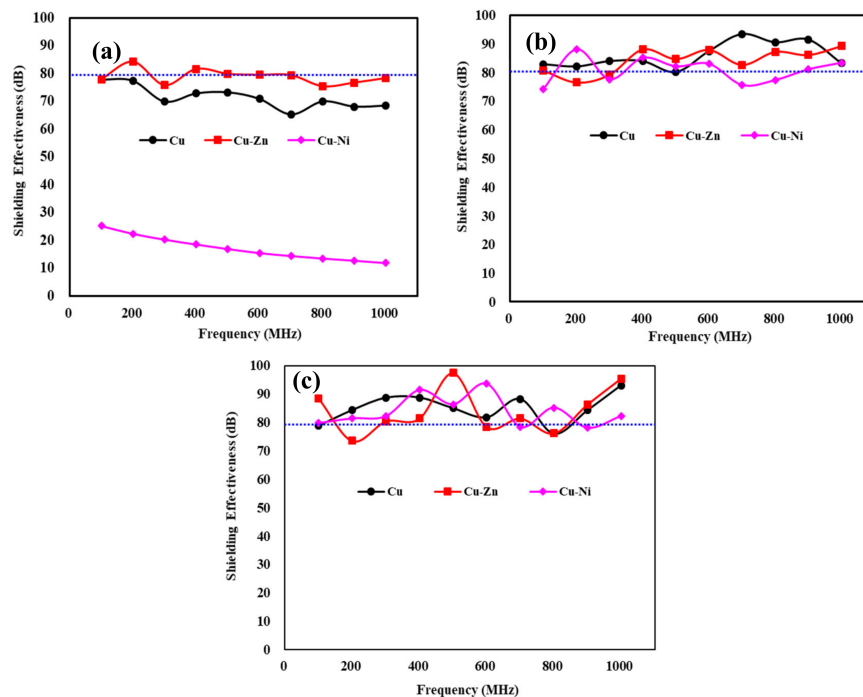 (a)
Shielding Effectiveness (dB)
100
90
80
70
60
50
40
30
20
10
0
Cu Cu-Zn Cu-Ni
0 200 400 600 800 1000
Frequency (MHz)
(b)
Shielding Effectiveness (dB)
100
90
80
70
60
50
40
30
20
10
0
Cu Cu-Zn Cu-Ni
0 200 400 600 800 1000
Frequency (MHz)
(c)
Shielding Effectiveness (dB)
100
90
80
70
60
50
40
30
20
10
0
Cu Cu-Zn Cu-Ni
0 200 400 600 800 1000
Frequency (MHz)